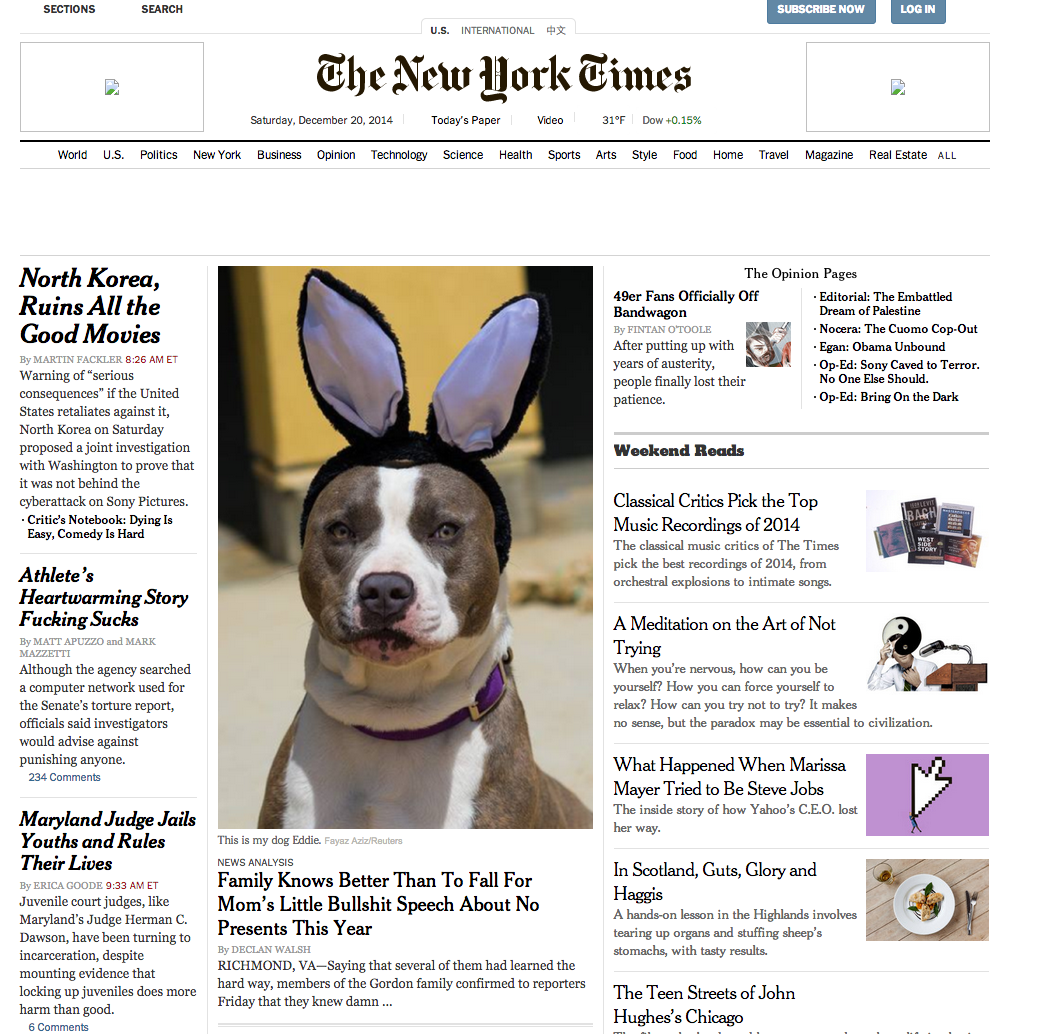 SECTIONS SEARCH SUBSCRIBE NOW LOG IN
U.S. INTERNATIONAL 中文
The New York Times
Saturday, December 20, 2014 Today's Paper Video 31°F Dow +0.15%
World U.S. Politics New York Business Opinion Technology Science Health Sports Arts Style Food Home Travel Magazine Real Estate ALL
North Korea,
Ruins All the
Good Movies
By MARTIN FACKLER 8:26 AM ET
Warning of “serious
consequences” if the United
States retaliates against it,
North Korea on Saturday
proposed a joint investigation
with Washington to prove that
it was not behind the
cyberattack on Sony Pictures.
· Critic's Notebook: Dying Is
Easy, Comedy Is Hard
Athlete's
Heartwarming Story
Fucking Sucks
By MATT APUZZO and MARK
MAZZETTI
Although the agency searched
a computer network used for
the Senate's torture report,
officials said investigators
would advise against
punishing anyone.
234 Comments
Maryland Judge Jails
Youths and Rules
Their Lives
By ERICA GOODE 9:33 AM ET
Juvenile court judges, like
Maryland's Judge Herman C.
Dawson, have been turning to
incarceration, despite
mounting evidence that
locking up juveniles does more
harm than good.
6 Comments
This is my dog Eddie. Fayaz Aziz/Reuters
NEWS ANALYSIS
Family Knows Better Than To Fall For
Mom's Little Bullshit Speech About No
Presents This Year
By DECLAN WALSH
RICHMOND, VA—Saying that several of them had learned the
hard way, members of the Gordon family confirmed to reporters
Friday that they knew damn ...
The Opinion Pages
49er Fans Officially Off
Bandwagon
By FINTAN O'TOOLE
After putting up with
years of austerity,
people finally lost their
patience.
· Editorial: The Embattled
Dream of Palestine
· Nocera: The Cuomo Cop-Out
· Egan: Obama Unbound
· Op-Ed: Sony Caved to Terror.
No One Else Should.
· Op-Ed: Bring On the Dark
Weekend Reads
Classical Critics Pick the Top
Music Recordings of 2014
The classical music critics of The Times
pick the best recordings of 2014, from
orchestral explosions to intimate songs.
BACH
WEST
SIDE
STORY
A Meditation on the Art of Not
Trying
When you're nervous, how can you be
yourself? How you can force yourself to
relax? How can you try not to try? It makes
no sense, but the paradox may be essential to civilization.
What Happened When Marissa
Mayer Tried to Be Steve Jobs
The inside story of how Yahoo's C.E.O. lost
her way.
In Scotland, Guts, Glory and
Haggis
A hands-on lesson in the Highlands involves
tearing up organs and stuffing sheep's
stomachs, with tasty results.
The Teen Streets of John
Hughes's Chicago